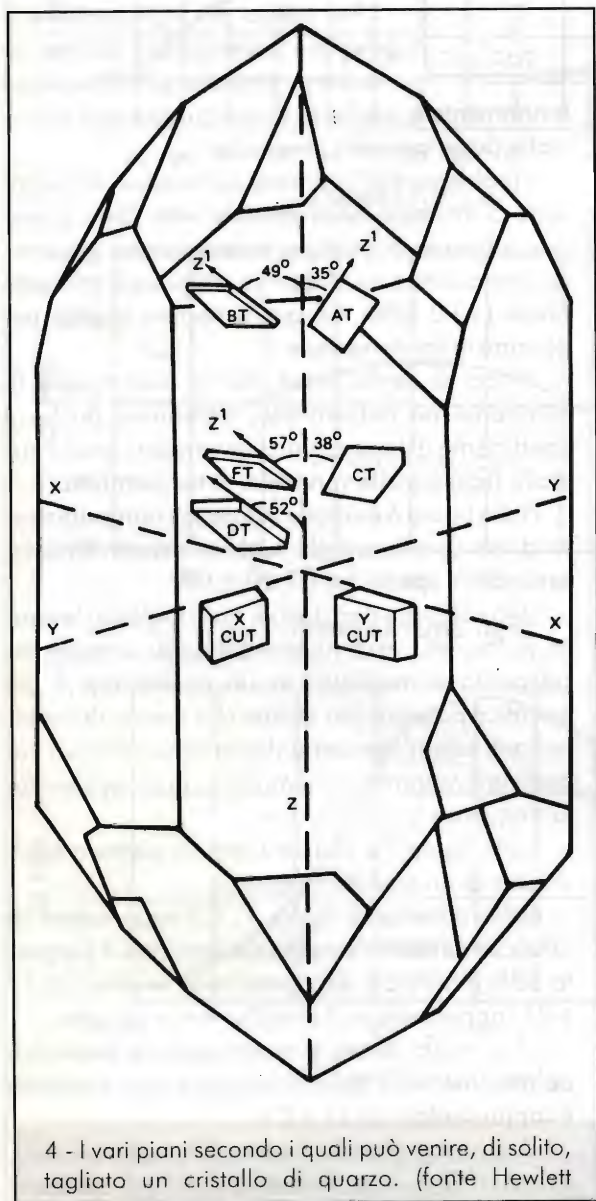 Z¹ 49° 35° Z¹
BT AT
Z¹ 57° 38°
FT CT
X 52° Y
DT
Y X CUT Y CUT X
Z
4 - I vari piani secondo i quali può venire, di solito,
tagliato un cristallo di quarzo. (fonte Hewlett